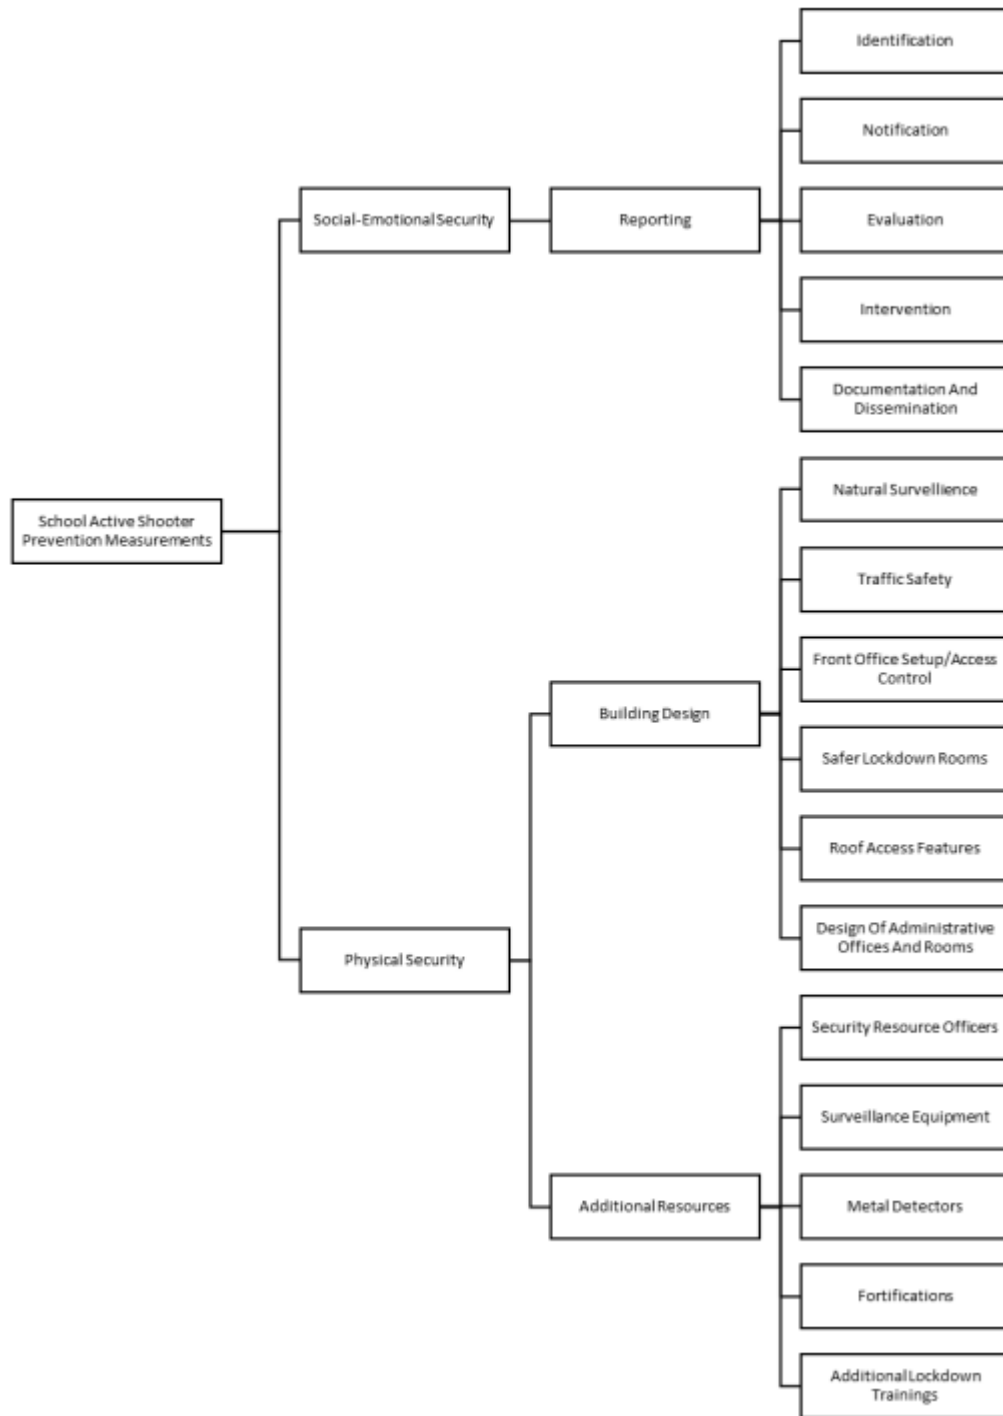 Identification
Notification
Social-Emotional Security
Reporting
Evaluation
Intervention
Documentation And
Dissemination
School Active Shooter
Prevention Measurements
Natural Survellience
Traffic Safety
Front Office Setup/Access
Control
Building Design
Safer Lockdown Rooms
Roof Access Features
Design Of Administrative
Offices And Rooms
Physical Security
Security Resource Officers
Surveillance Equipment
Additional Resources
Metal Detectors
Fortifications
Additional Lockdown
Trainings